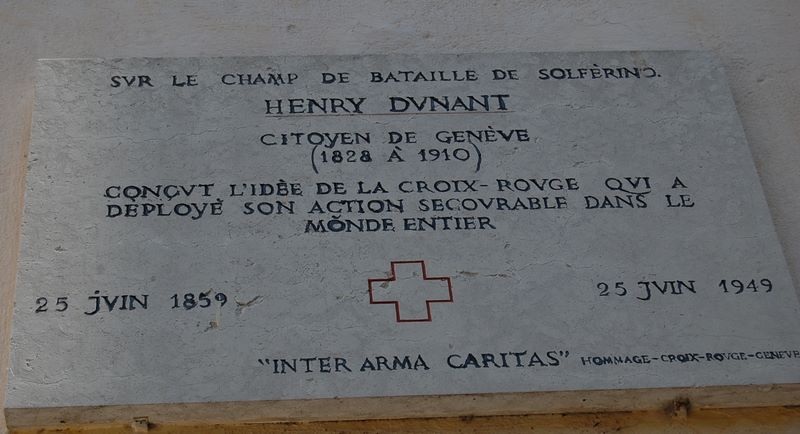 SVR LE CHAMP DE BATAILLE DE SOLFÈRINO.
HENRY DVNANT
CITOYEN DE GENÈVE
(1828 À 1910)
CONÇVT L'IDÈE DE LA CROIX-ROVGE QVI A
DÈPLOYÈ SON ACTION SECOVRABLE DANS LE
MONDE ENTIER
25 JVIN 1859 25 JVIN 1949
"INTER ARMA CARITAS" HOMMAGE-CROIX-ROVGE-GENEVE